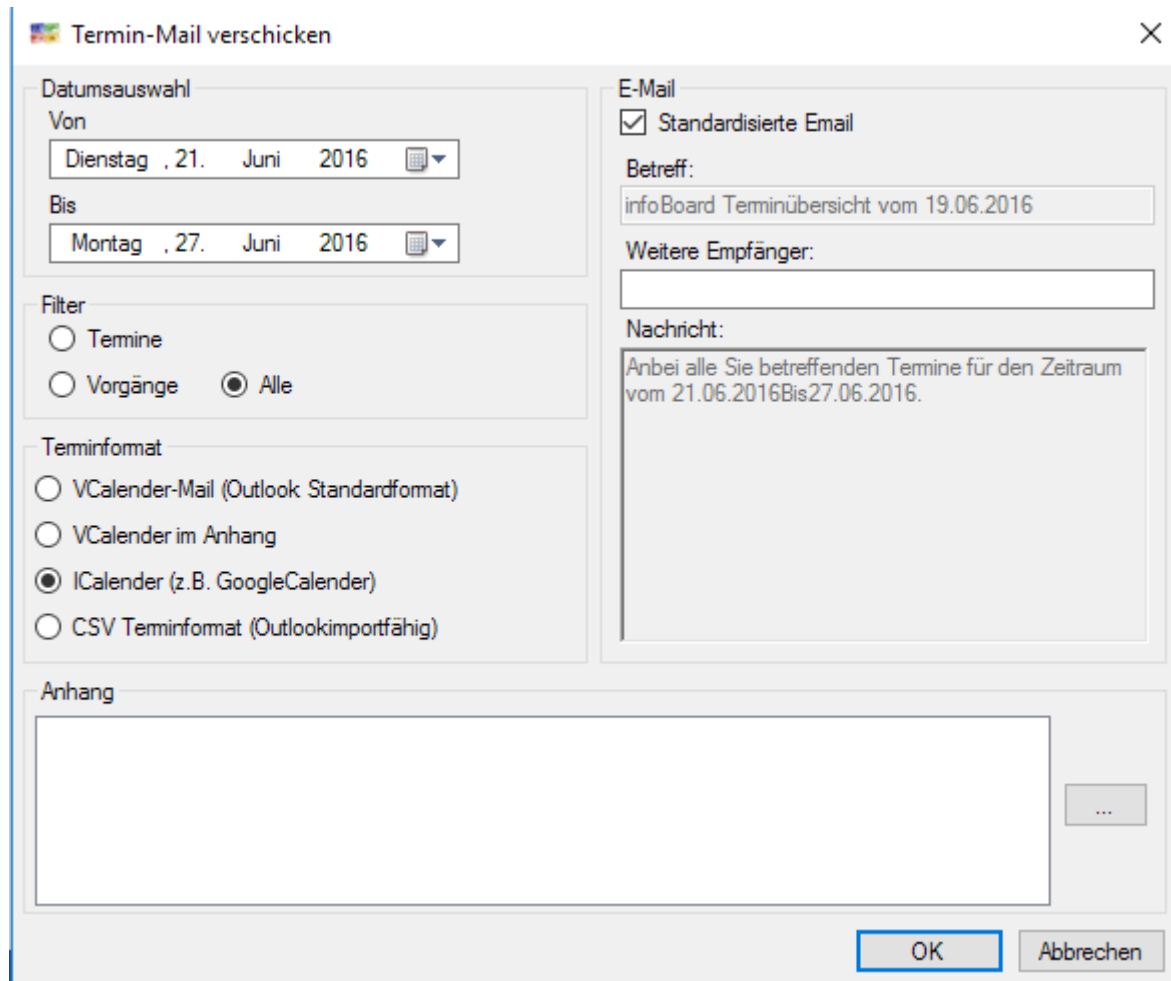 Termin-Mail verschicken
Datumsauswahl
Von
Dienstag , 21. Juni 2016
Bis
Montag , 27. Juni 2016
Filter
Termine
Vorgänge Alle
Terminformat
VCalender-Mail (Outlook Standardformat)
VCalender im Anhang
ICalender (z.B. GoogleCalender)
CSV Terminformat (Outlookimportfähig)
E-Mail
Standardisierte Email
Betreff:
infoBoard Terminübersicht vom 19.06.2016
Weitere Empfänger:
Nachricht:
Anbei alle Sie betreffenden Termine für den Zeitraum
vom 21.06.2016Bis27.06.2016.
Anhang
...
OK Abbrechen